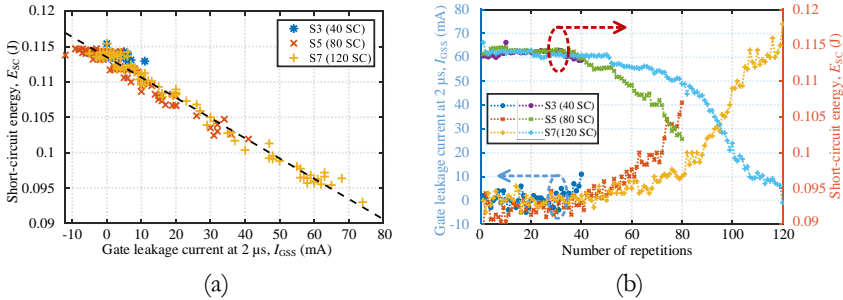 (a)
Short-circuit energy, E_SC (J)
0.12
0.115
0.11
0.105
0.1
0.095
0.09
S3 (40 SC)
S5 (80 SC)
S7 (120 SC)
-10 0 10 20 30 40 50 60 70 80
Gate leakage current at 2 μs, I_GSS (mA)
(a)
(b)
Gate leakage current at 2 μs, I_GSS (mA)
80
70
60
50
40
30
20
10
0
-10
S3 (40 SC)
S5 (80 SC)
S7(120 SC)
0 20 40 60 80 100 120
Number of repetitions
0.12
0.115
0.11
0.105
0.1
0.095
0.09
Short-circuit energy, E_SC (J)
(b)